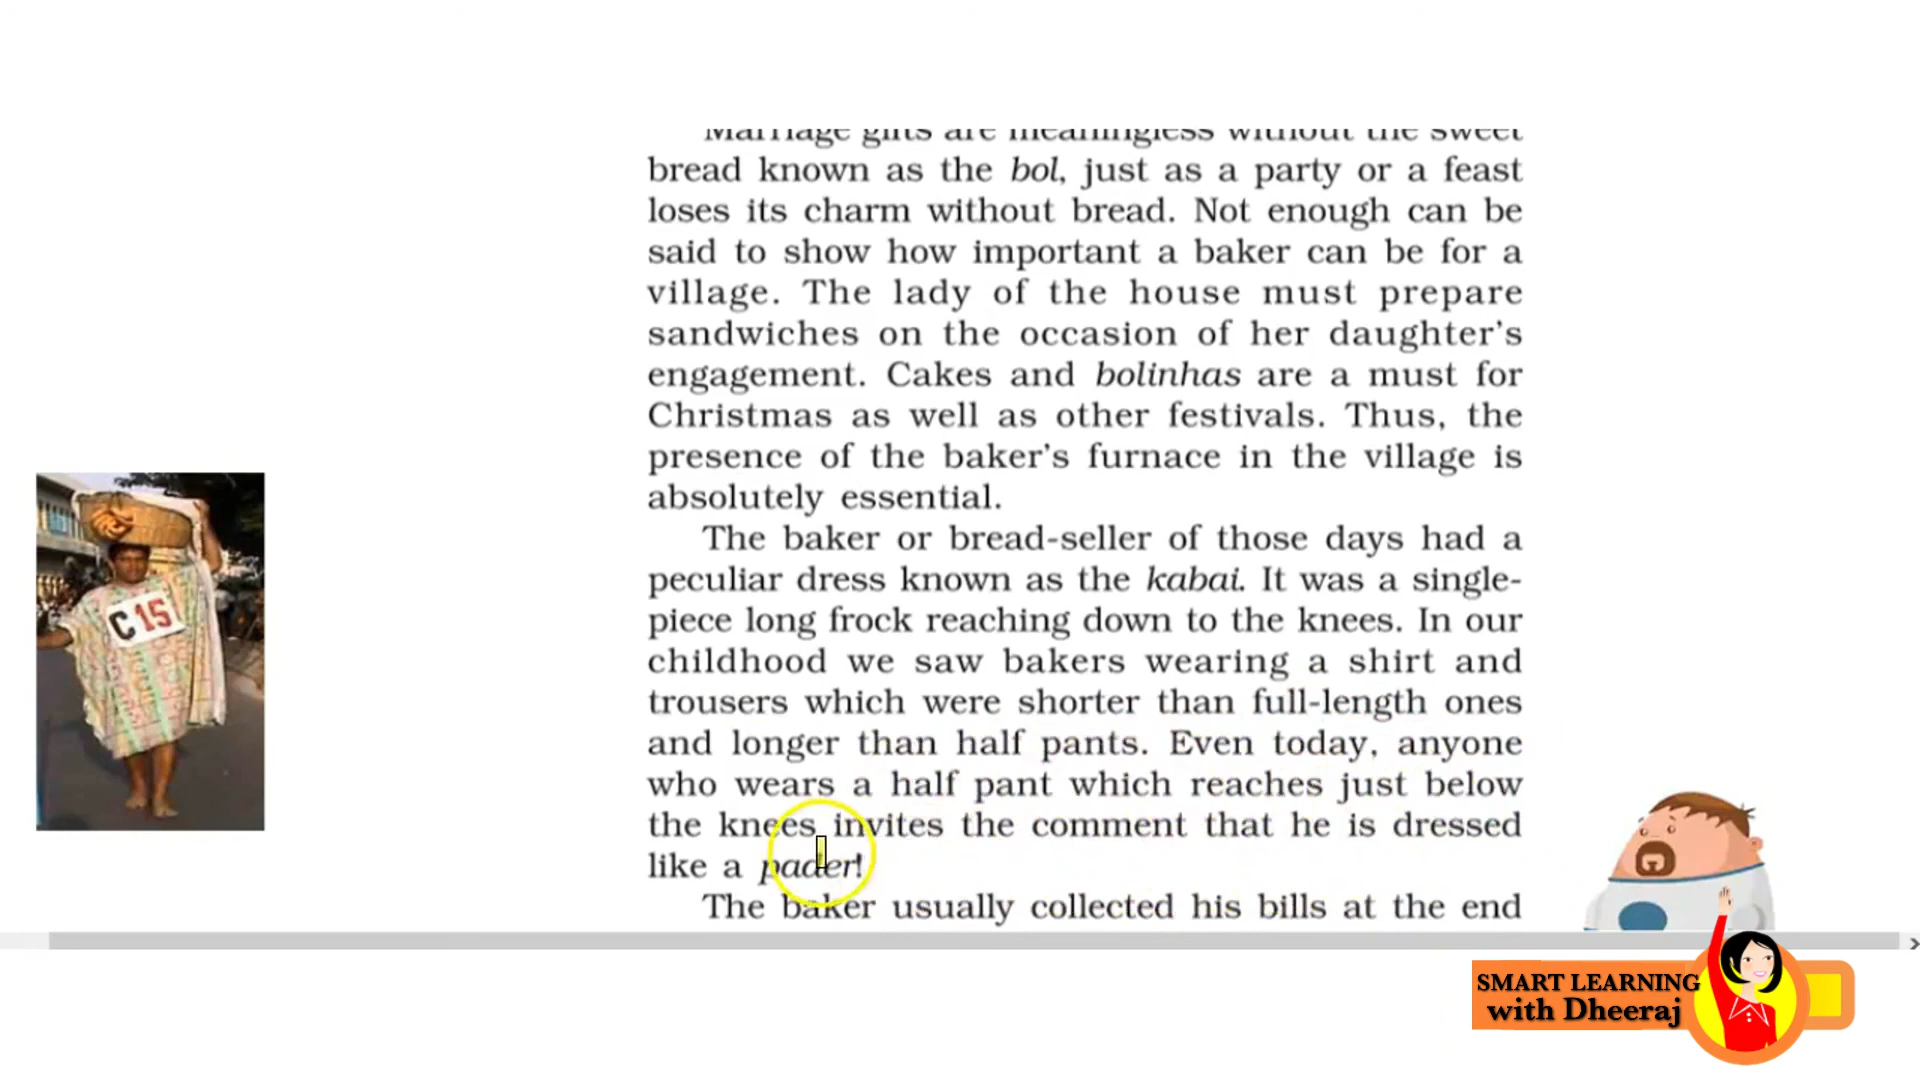 Marriage gifts are meaningless without the sweet
bread known as the bol, just as a party or a feast
loses its charm without bread. Not enough can be
said to show how important a baker can be for a
village. The lady of the house must prepare
sandwiches on the occasion of her daughter's
engagement. Cakes and bolinhas are a must for
Christmas as well as other festivals. Thus, the
presence of the baker's furnace in the village is
absolutely essential.
The baker or bread-seller of those days had a
peculiar dress known as the kabai. It was a single-
piece long frock reaching down to the knees. In our
childhood we saw bakers wearing a shirt and
trousers which were shorter than full-length ones
and longer than half pants. Even today, anyone
who wears a half pant which reaches just below
the knees invites the comment that he is dressed
like a pader!
The baker usually collected his bills at the end
C 15
SMART LEARNING
with Dheeraj